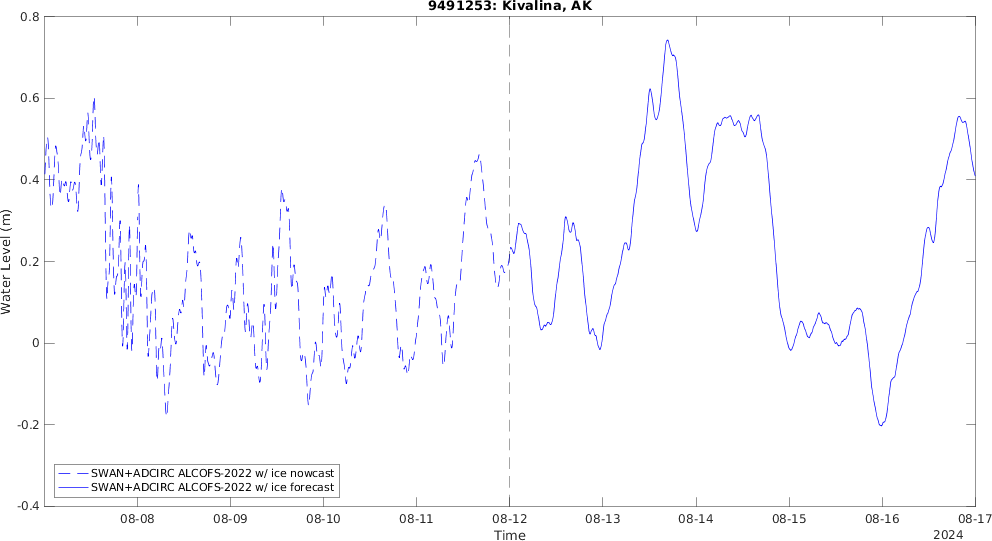 9491253: Kivalina, AK
0.8
0.6
0.4
0.2
0
-0.2
-0.4
Water Level (m)
SWAN+ADCIRC ALCOFS-2022 w/ ice nowcast
SWAN+ADCIRC ALCOFS-2022 w/ ice forecast
08-08 08-09 08-10 08-11 08-12 08-13 08-14 08-15 08-16 08-17
Time
2024